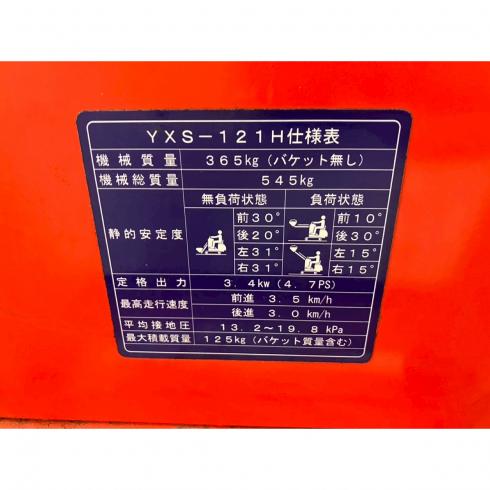 YXS-121H仕様表
機械質量 365kg(バケット無し)
機械総質量 545kg
静的安定度 無負荷状態 負荷状態
前30° 前10°
後20° 後30°
左31° 左15°
右31° 右15°
定格出力 3.4kw(4.7PS)
最高走行速度 前進 3.5 km/h
後進 3.0 km/h
平均接地圧 13.2~19.8 kPa
最大積載質量 125kg(バケット質量含む)